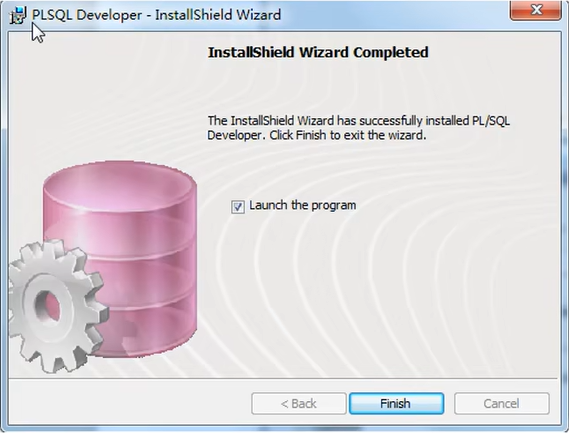 PLSQL Developer - InstallShield Wizard
InstallShield Wizard Completed
The InstallShield Wizard has successfully installed PL/SQL
Developer. Click Finish to exit the wizard.
Launch the program
< Back
Finish
Cancel